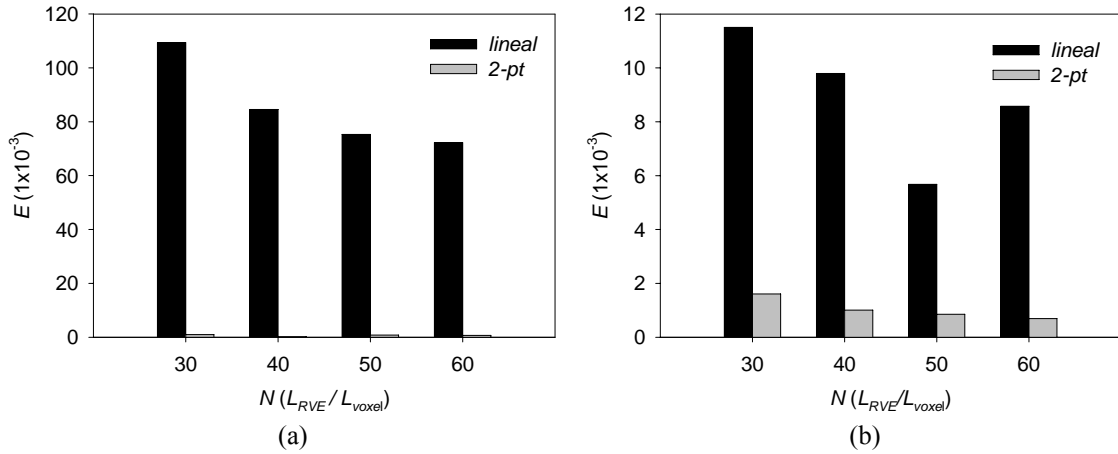 120
100
80
60
40
20
0
E (1x10-3)
lineal
2-pt
30 40 50 60
N (LRVE / Lvoxel)
(a)
12
10
8
6
4
2
0
E (1x10-3)
lineal
2-pt
30 40 50 60
N (LRVE/Lvoxel)
(b)